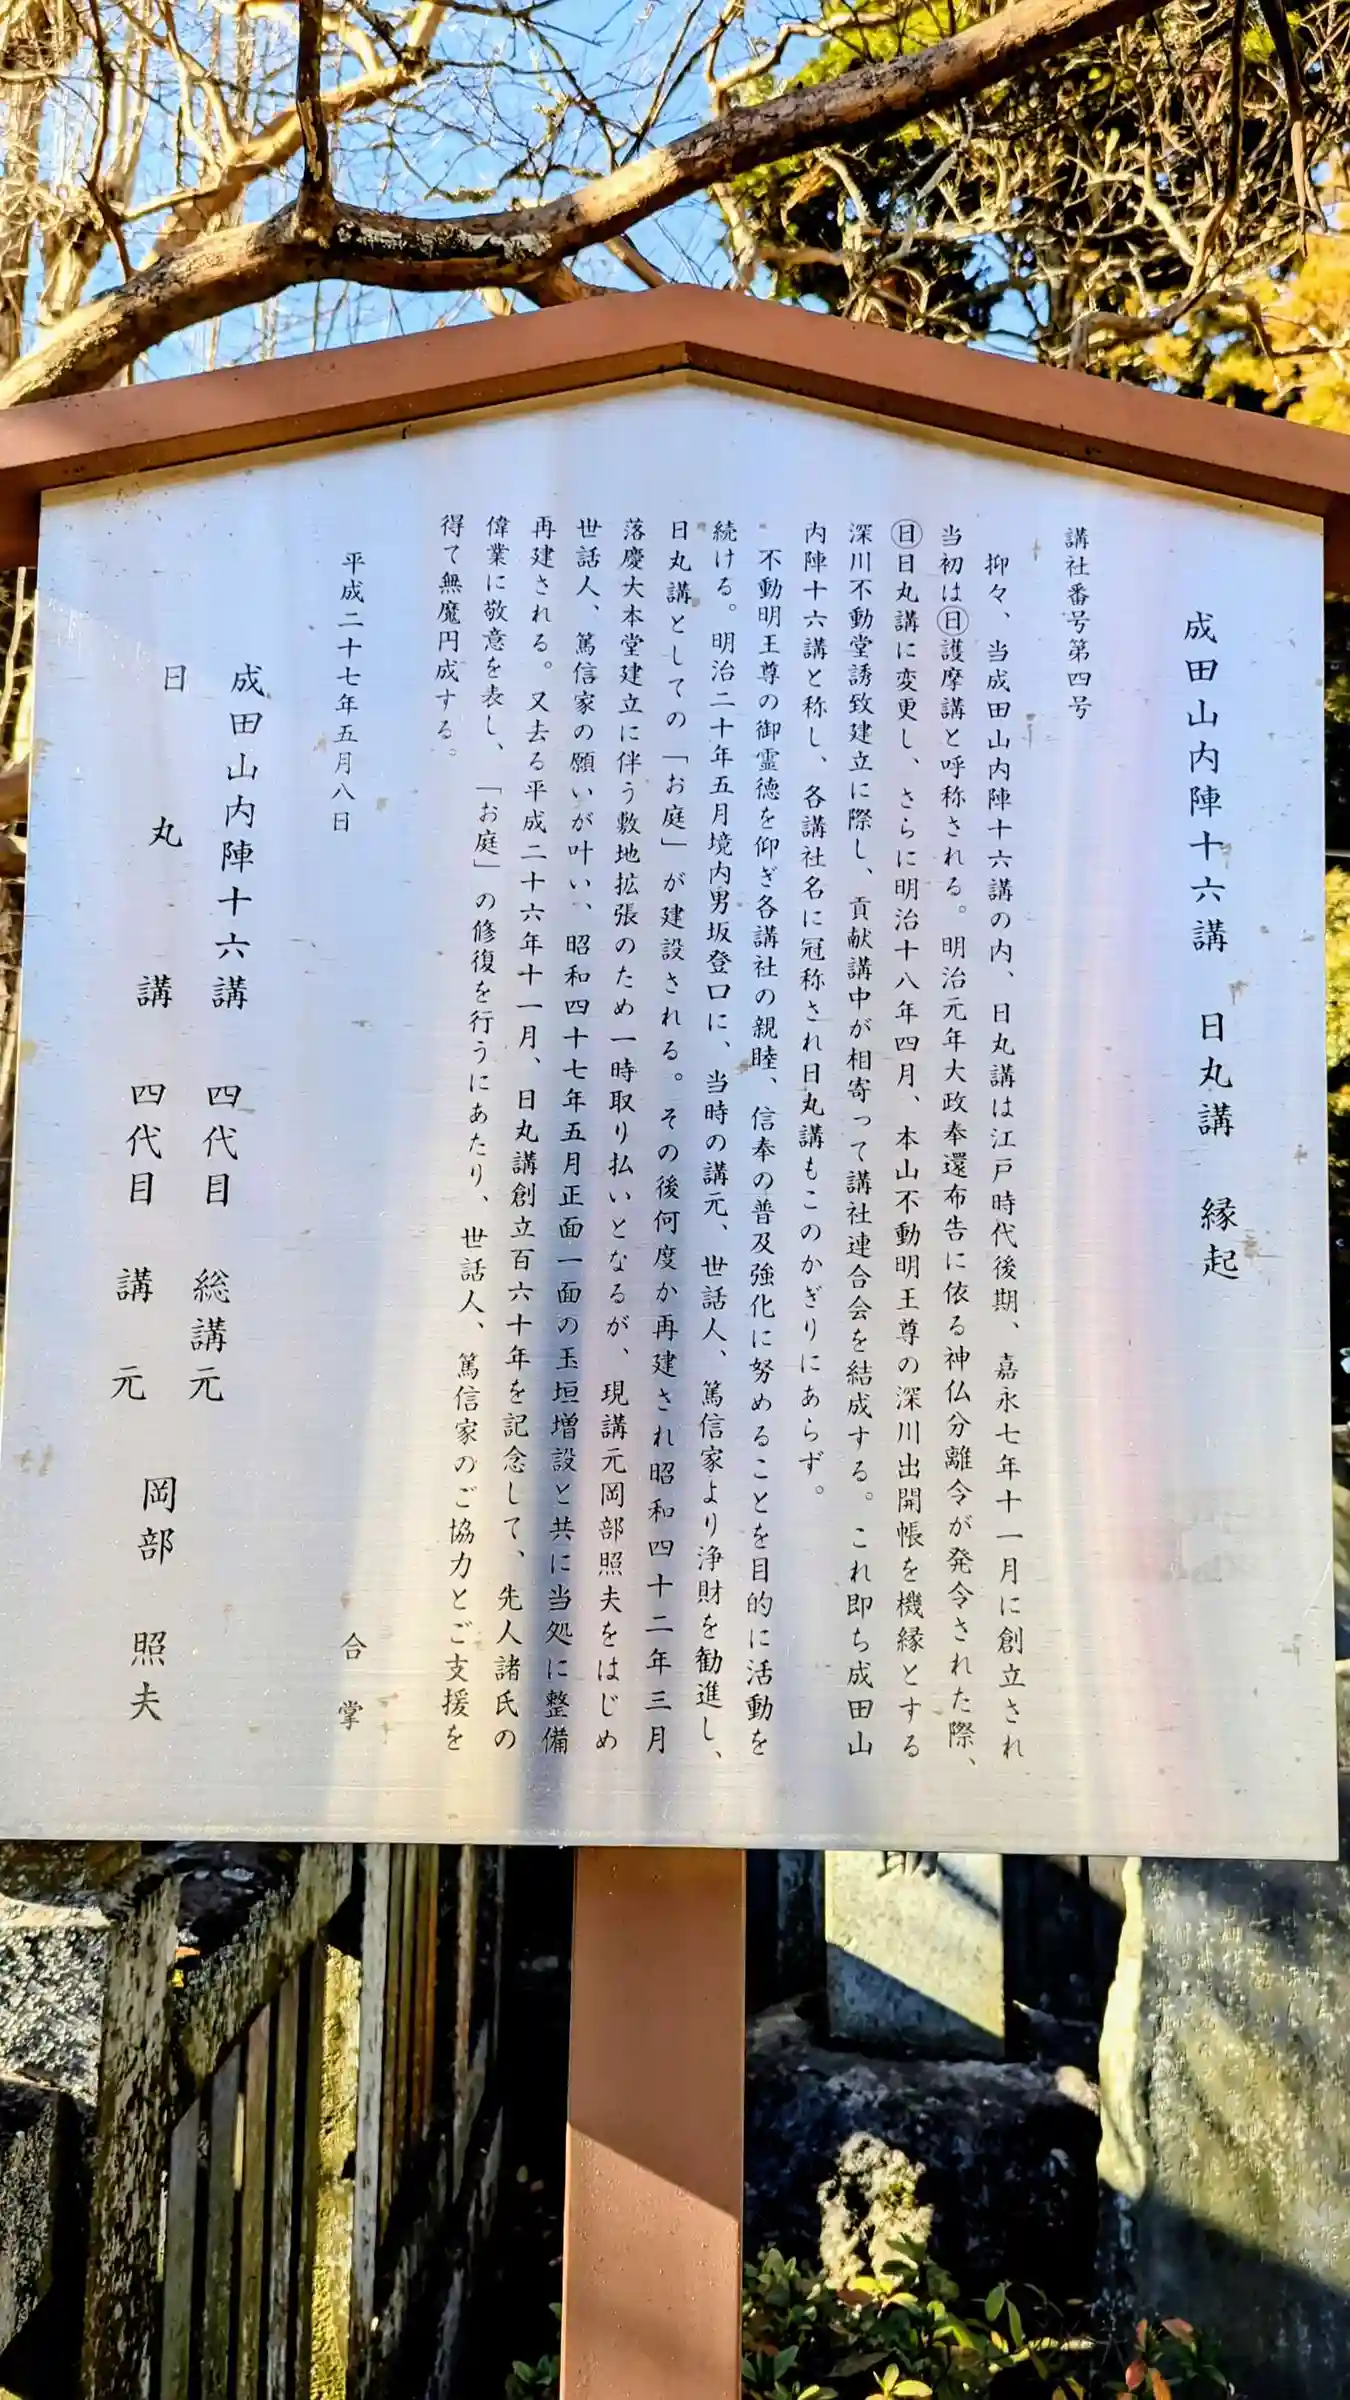 成田山内陣十六講 日丸講 縁起
講社番号第四号
抑々、当成田山内陣十六講の内、日丸講は江戸時代後期、嘉永七年十一月に創立され
当初は㊐護摩講と呼称される。明治元年大政奉還布告に依る神仏分離令が発令された際、
㊐日丸講に変更し、さらに明治十八年四月、本山不動明王尊の深川出開帳を機縁とする
深川不動堂誘致建立に際し、貢献講中が相寄って講社連合会を結成する。これ即ち成田山
内陣十六講と称し、各講社名に冠称され日丸講もこのかぎりにあらず。
不動明王尊の御霊徳を仰ぎ各講社の親睦、信奉の普及強化に努めることを目的に活動を
続ける。明治二十年五月境内男坂登口に、当時の講元、世話人、篤信家より浄財を勧進し、
日丸講としての「お庭」が建設される。その後何度か再建され昭和四十二年三月
落慶大本堂建立に伴う敷地拡張のため一時取り払いとなるが、現講元岡部照夫をはじめ
世話人、篤信家の願いが叶い、昭和四十七年五月正面一面の玉垣増設と共に当処に整備
再建される。又去る平成二十六年十一月、日丸講創立百六十年を記念して、先人諸氏の
偉業に敬意を表し、「お庭」の修復を行うにあたり、世話人、篤信家のご協力とご支援を
得て無魔円成する。
合掌
平成二十七年五月八日
成田山内陣十六講 四代目 総講元
日丸講 四代目 講元 岡部 照夫